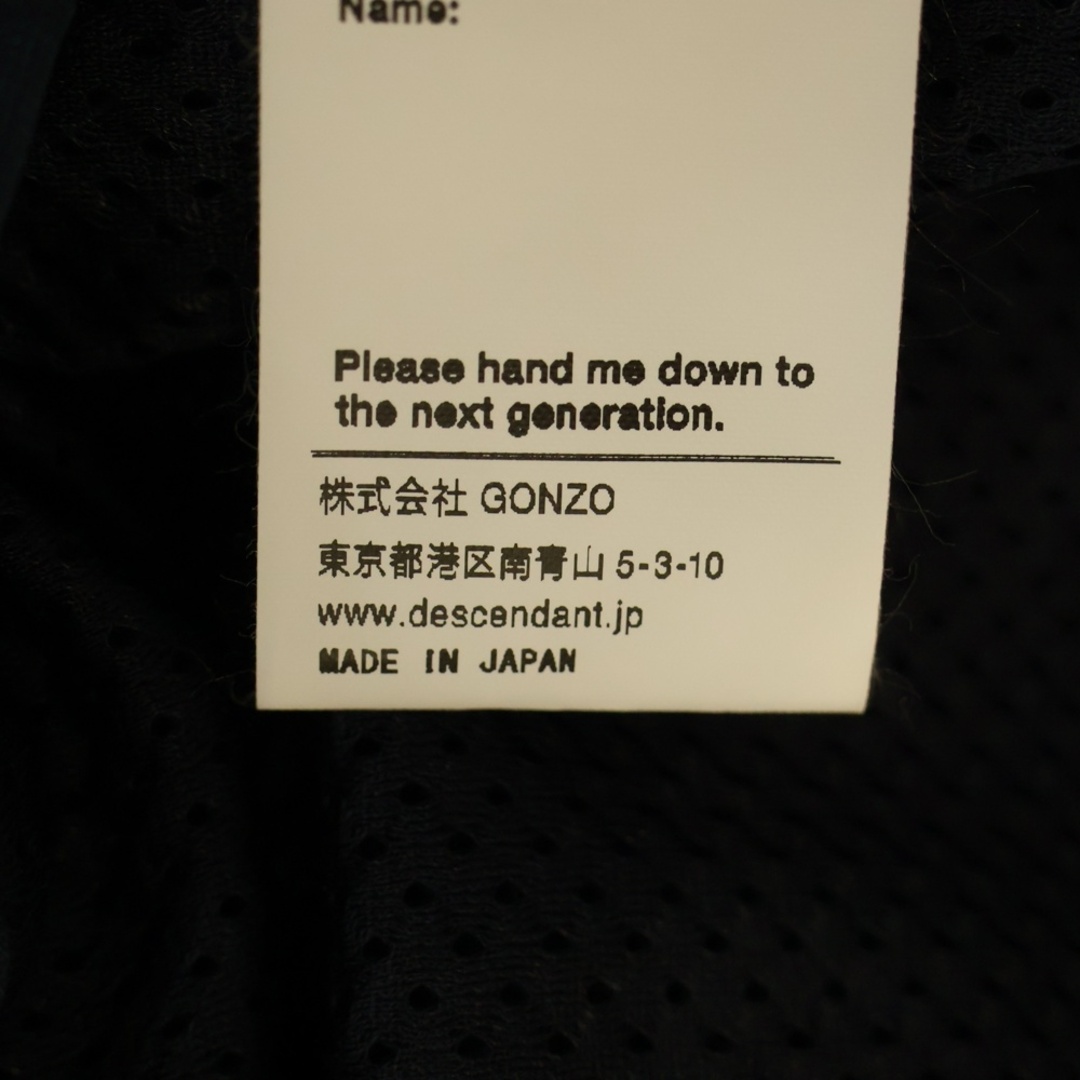 Name:
Please hand me down to
the next generation.
株式会社 GONZO
東京都港区南青山 5-3-10
www.descendant.jp
MADE IN JAPAN